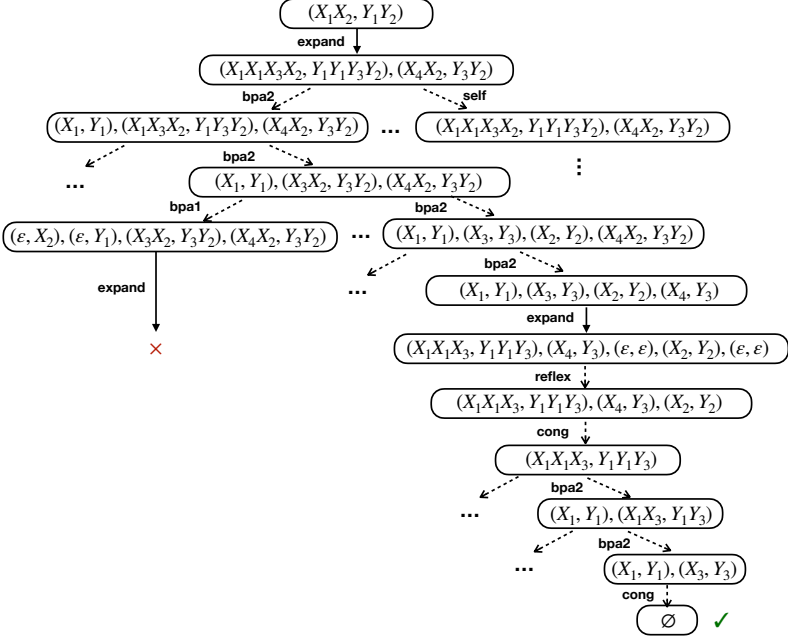 (X₁X₂, Y₁Y₂)
expand
(X₁X₁X₃X₂, Y₁Y₁Y₃Y₂), (X₄X₂, Y₃Y₂)
bpa2 self
(X₁, Y₁), (X₁X₃X₂, Y₁Y₃Y₂), (X₄X₂, Y₃Y₂) ... (X₁X₁X₃X₂, Y₁Y₁Y₃Y₂), (X₄X₂, Y₃Y₂)
bpa2
... (X₁, Y₁), (X₃X₂, Y₃Y₂), (X₄X₂, Y₃Y₂) ⋮
bpa1 bpa2
(ε, X₂), (ε, Y₁), (X₃X₂, Y₃Y₂), (X₄X₂, Y₃Y₂) ... (X₁, Y₁), (X₃, Y₃), (X₂, Y₂), (X₄X₂, Y₃Y₂)
bpa2
expand ... (X₁, Y₁), (X₃, Y₃), (X₂, Y₂), (X₄, Y₃)
expand
× (X₁X₁X₃, Y₁Y₁Y₃), (X₄, Y₃), (ε, ε), (X₂, Y₂), (ε, ε)
reflex
(X₁X₁X₃, Y₁Y₁Y₃), (X₄, Y₃), (X₂, Y₂)
cong
(X₁X₁X₃, Y₁Y₁Y₃)
bpa2
... (X₁, Y₁), (X₁X₃, Y₁Y₃)
bpa2
... (X₁, Y₁), (X₃, Y₃)
cong
∅ ✓